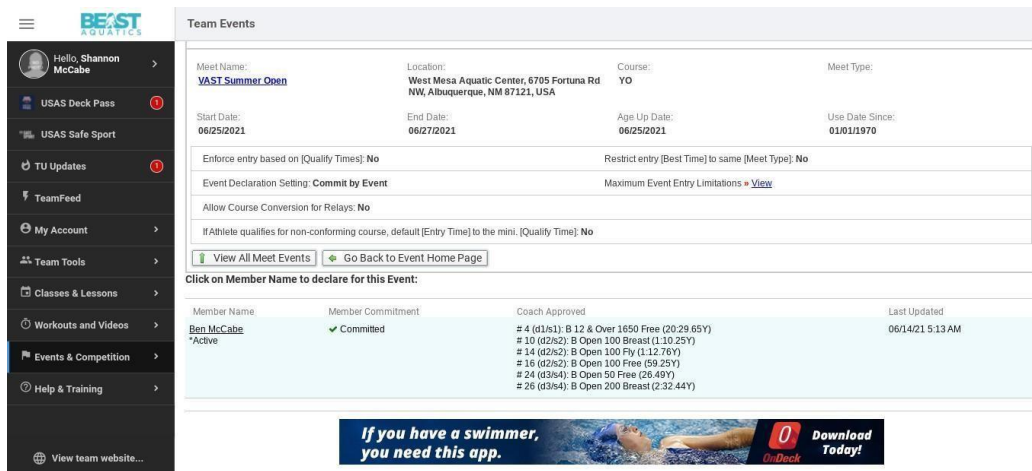 BEAST
AQUATICS
Team Events
Hello, Shannon
McCabe
USAS Deck Pass
1
USAS Safe Sport
TU Updates
1
TeamFeed
My Account
Team Tools
Classes & Lessons
Workouts and Videos
Events & Competition
Help & Training
View team website...
Meet Name:
VAST Summer Open
Location:
West Mesa Aquatic Center, 6705 Fortuna Rd
NW, Albuquerque, NM 87121, USA
Course:
YO
Meet Type:
Start Date:
06/25/2021
End Date:
06/27/2021
Age Up Date:
06/25/2021
Use Date Since:
01/01/1970
Enforce entry based on [Qualify Times]: No
Restrict entry [Best Time] to same [Meet Type]: No
Event Declaration Setting: Commit by Event
Maximum Event Entry Limitations » View
Allow Course Conversion for Relays: No
If Athlete qualifies for non-conforming course, default [Entry Time] to the mini. [Qualify Time]: No
View All Meet Events
Go Back to Event Home Page
Click on Member Name to declare for this Event:
Member Name
Member Commitment
Coach Approved
Last Updated
Ben McCabe
*Active
Committed
# 4 (d1/s1): B 12 & Over 1650 Free (20:29.65Y)
# 10 (d2/s2): B Open 100 Breast (1:10.25Y)
# 14 (d2/s2): B Open 100 Fly (1:12.76Y)
# 16 (d2/s2): B Open 100 Free (59.25Y)
# 24 (d3/s4): B Open 50 Free (26.49Y)
# 26 (d3/s4): B Open 200 Breast (2:32.44Y)
06/14/21 5:13 AM
If you have a swimmer,
you need this app.
OnDeck
Download
Today!